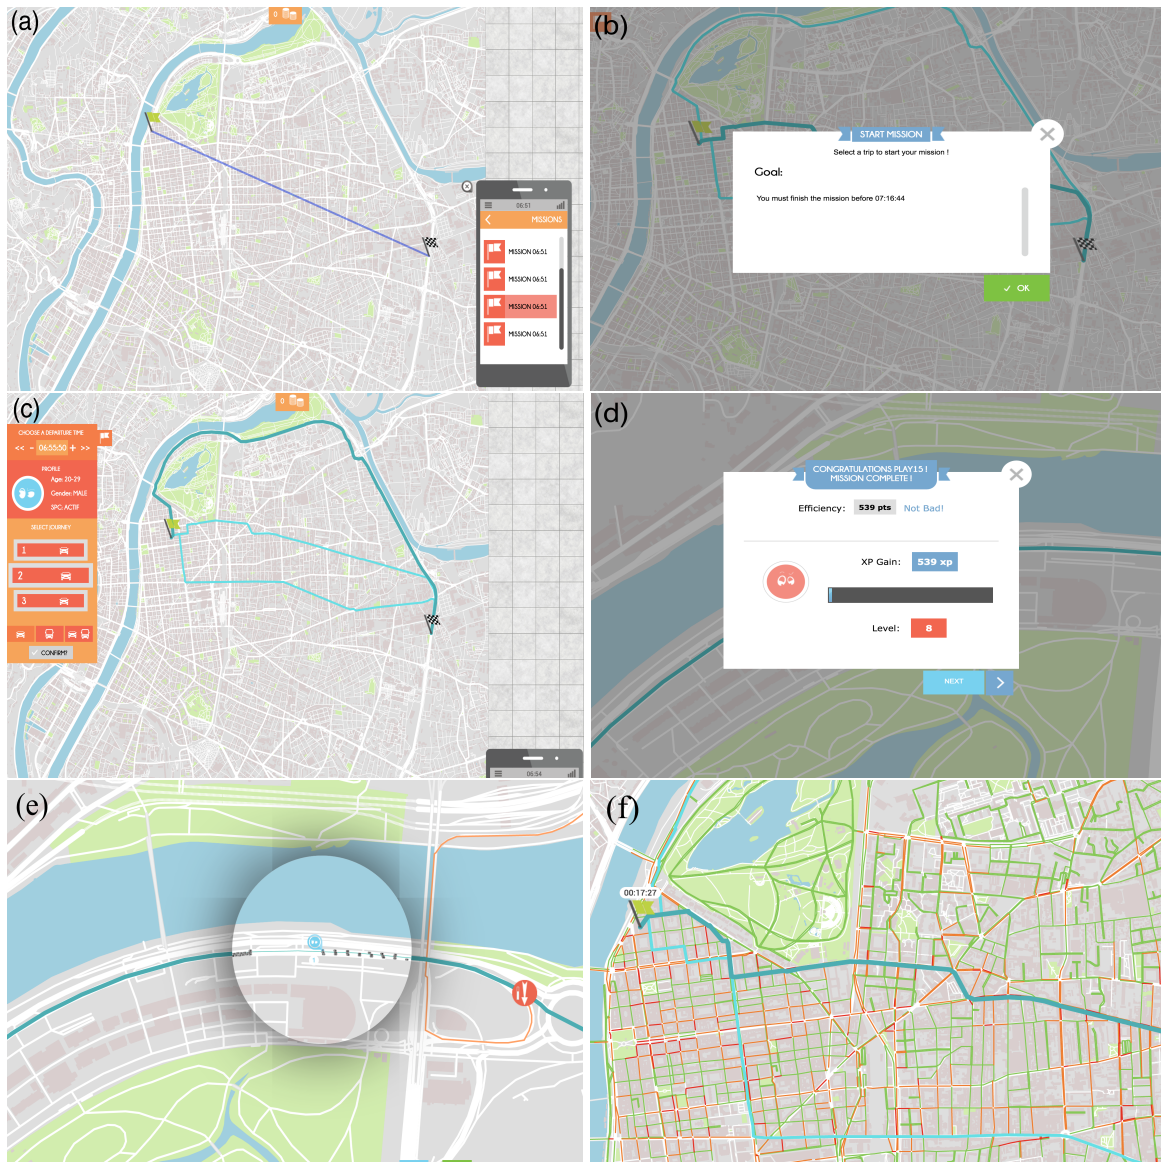 (a)
0
06:51
MISSIONS
MISSION 06:51
MISSION 06:51
MISSION 06:51
MISSION 06:51
(b)
START MISSION
Select a trip to start your mission !
Goal:
You must finish the mission before 07:16:44
OK
(c)
0
CHOOSE A DEPARTURE TIME
<< - 06:55:50 + >>
PROFILE
Age: 20-29
Gender: MALE
SPC: ACTIF
SELECT JOURNEY
1
2
3
CONFIRM?
06:54
(d)
CONGRATULATIONS PLAY15 !
MISSION COMPLETE !
Efficiency: 539 pts Not Bad!
XP Gain: 539 xp
Level: 8
NEXT
(e)
1
(f)
00:17:27